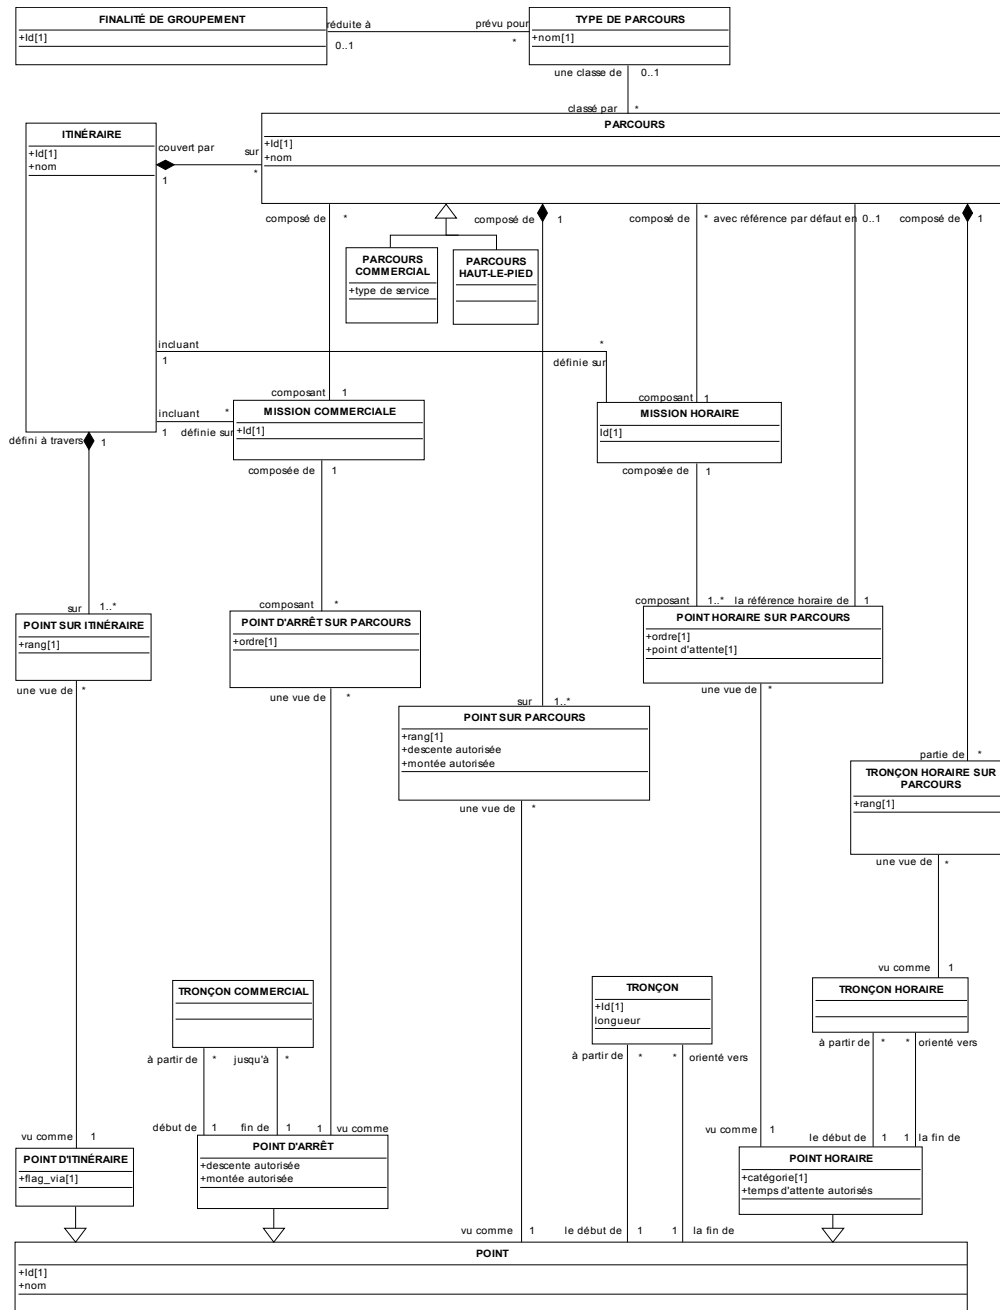 FINALITÉ DE GROUPEMENT
+Id[1]
réduite à
0..1
prévu pour
*
TYPE DE PARCOURS
+nom[1]
une classe de 0..1
classé par *
PARCOURS
+Id[1]
+nom
ITINÉRAIRE
+Id[1]
+nom
couvert par
1
sur
*
composé de *
composé de 1
composé de * avec référence par défaut en 0..1
composé de 1
PARCOURS
COMMERCIAL
+type de service
PARCOURS
HAUT-LE-PIED
incluant
1
*
définie sur
incluant
1
*
définie sur
composant 1
MISSION COMMERCIALE
+Id[1]
composée de 1
composant 1
MISSION HORAIRE
Id[1]
composée de 1
défini à travers 1
sur 1..*
POINT SUR ITINÉRAIRE
+rang[1]
une vue de *
composant *
POINT D'ARRÊT SUR PARCOURS
+ordre[1]
une vue de *
composant 1..* la référence horaire de 1
POINT HORAIRE SUR PARCOURS
+ordre[1]
+point d'attente[1]
une vue de *
sur 1..*
POINT SUR PARCOURS
+rang[1]
+descente autorisée
+montée autorisée
une vue de *
partie de *
TRONÇON HORAIRE SUR
PARCOURS
+rang[1]
une vue de *
vu comme 1
TRONÇON COMMERCIAL
à partir de * jusqu'à *
TRONÇON
+Id[1]
longueur
à partir de * * orienté vers
TRONÇON HORAIRE
à partir de * * orienté vers
vu comme 1
début de 1 fin de 1 1 vu comme
vu comme 1
le début de 1 1 la fin de
POINT D'ITINÉRAIRE
+flag_via[1]
POINT D'ARRÊT
+descente autorisée
+montée autorisée
POINT HORAIRE
+catégorie[1]
+temps d'attente autorisés
vu comme 1
le début de 1 1 la fin de
POINT
+Id[1]
+nom